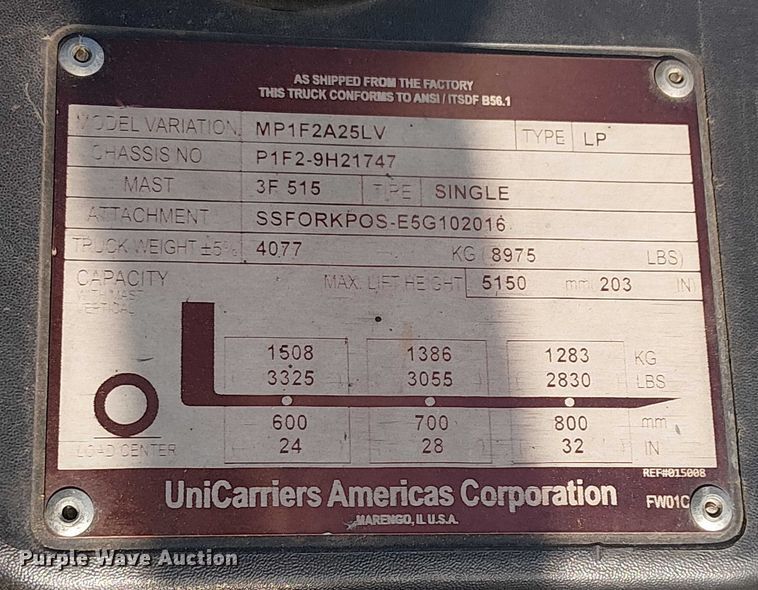 AS SHIPPED FROM THE FACTORY
THIS TRUCK CONFORMS TO ANSI / ITSDF B56.1
MODEL VARIATION MP1F2A25LV TYPE LP
CHASSIS NO P1F2-9H21747
MAST 3F 515 TYPE SINGLE
ATTACHMENT SSFORKPOS-E5G102016
TRUCK WEIGHT ±5% 4077 KG ( 8975 LBS)
CAPACITY MAX. LIFT HEIGHT 5150 mm ( 203 IN)
WITH MAST
VERTICAL
1508 1386 1283 KG
3325 3055 2830 LBS
600 700 800 mm
LOAD CENTER 24 28 32 IN
REF#015008
UniCarriers Americas Corporation FW01C
MARENGO, IL U.S.A.
Purple Wave Auction